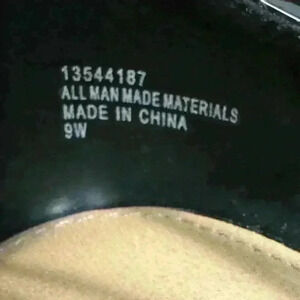 13544187
ALL MAN MADE MATERIALS
MADE IN CHINA
9W